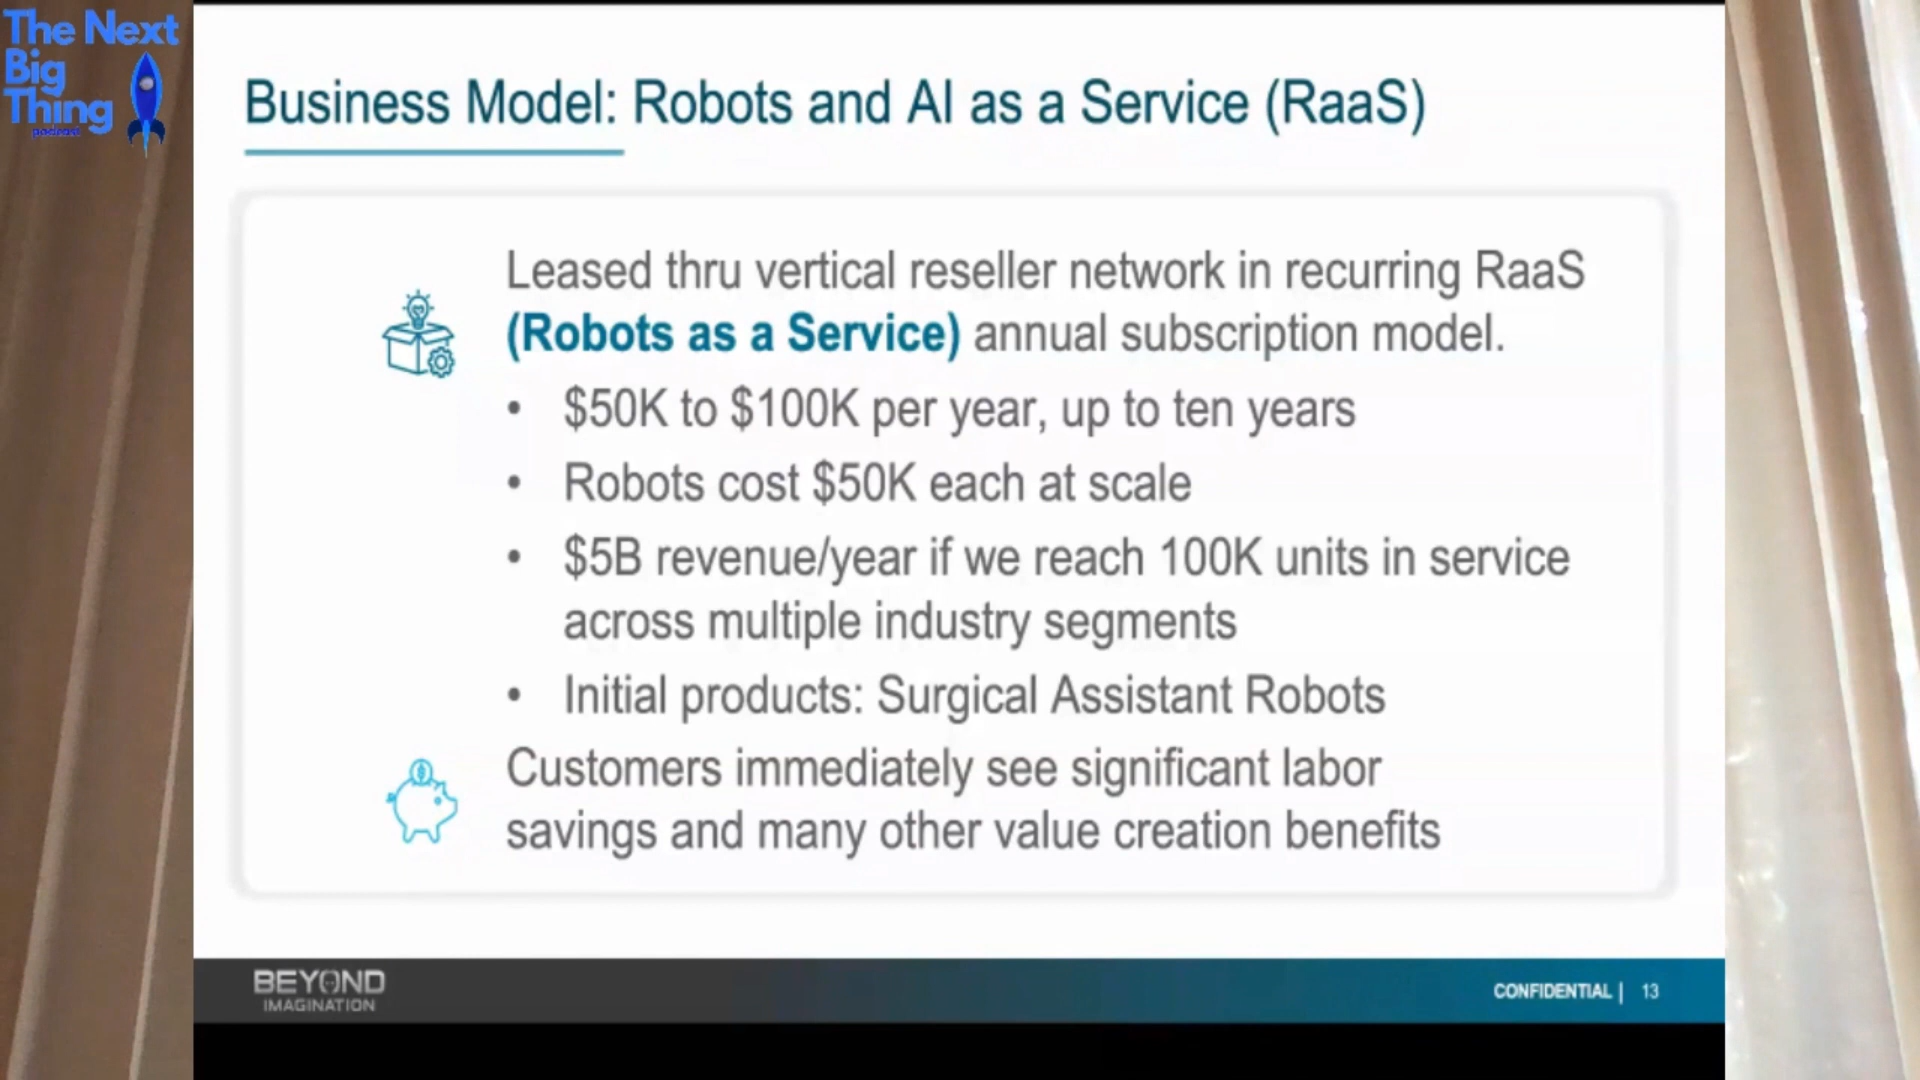 The Next
Big
Thing
podcast
Business Model: Robots and AI as a Service (RaaS)
Leased thru vertical reseller network in recurring RaaS
(Robots as a Service) annual subscription model.
• $50K to $100K per year, up to ten years
• Robots cost $50K each at scale
• $5B revenue/year if we reach 100K units in service
across multiple industry segments
• Initial products: Surgical Assistant Robots
Customers immediately see significant labor
savings and many other value creation benefits
BEYOND
IMAGINATION
CONFIDENTIAL | 13